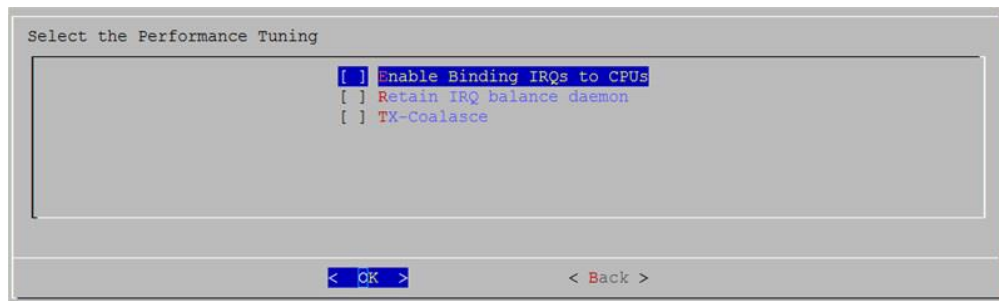 Select the Performance Tuning
[ ] Enable Binding IRQs to CPUs
[ ] Retain IRQ balance daemon
[ ] TX-Coalasce
< OK > < Back >